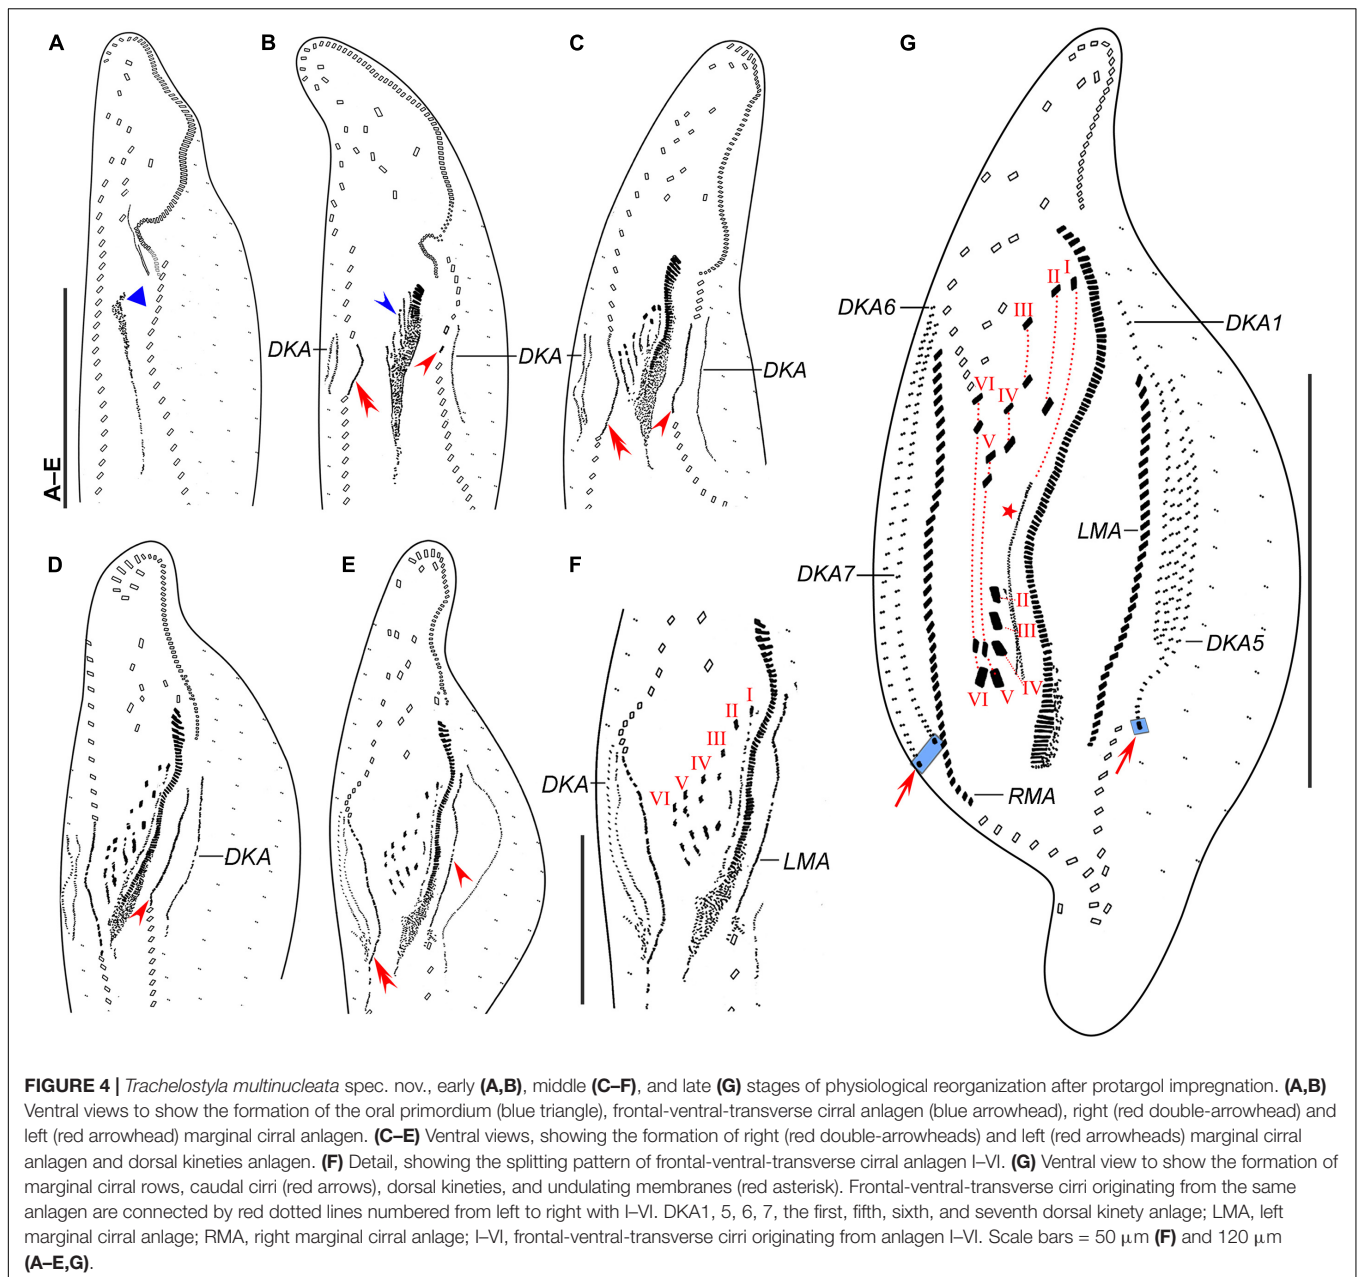 A
B
C
G
DKA
DKA
DKA
A–E
DKA6
DKA1
I
II
III
VI
IV
V
LMA
DKA7
DKA5
II
III
IV
VI
V
RMA
D
E
F
DKA
I
II
III
IV
V
VI
DKA
LMA
FIGURE 4 | Trachelostyla multinucleata spec. nov., early (A,B), middle (C–F), and late (G) stages of physiological reorganization after protargol impregnation. (A,B)
Ventral views to show the formation of the oral primordium (blue triangle), frontal-ventral-transverse cirral anlagen (blue arrowhead), right (red double-arrowhead) and
left (red arrowhead) marginal cirral anlagen. (C–E) Ventral views, showing the formation of right (red double-arrowheads) and left (red arrowheads) marginal cirral
anlagen and dorsal kineties anlagen. (F) Detail, showing the splitting pattern of frontal-ventral-transverse cirral anlagen I–VI. (G) Ventral view to show the formation of
marginal cirral rows, caudal cirri (red arrows), dorsal kineties, and undulating membranes (red asterisk). Frontal-ventral-transverse cirri originating from the same
anlagen are connected by red dotted lines numbered from left to right with I–VI. DKA1, 5, 6, 7, the first, fifth, sixth, and seventh dorsal kinety anlage; LMA, left
marginal cirral anlage; RMA, right marginal cirral anlage; I–VI, frontal-ventral-transverse cirri originating from anlagen I–VI. Scale bars = 50 μm (F) and 120 μm
(A–E,G).